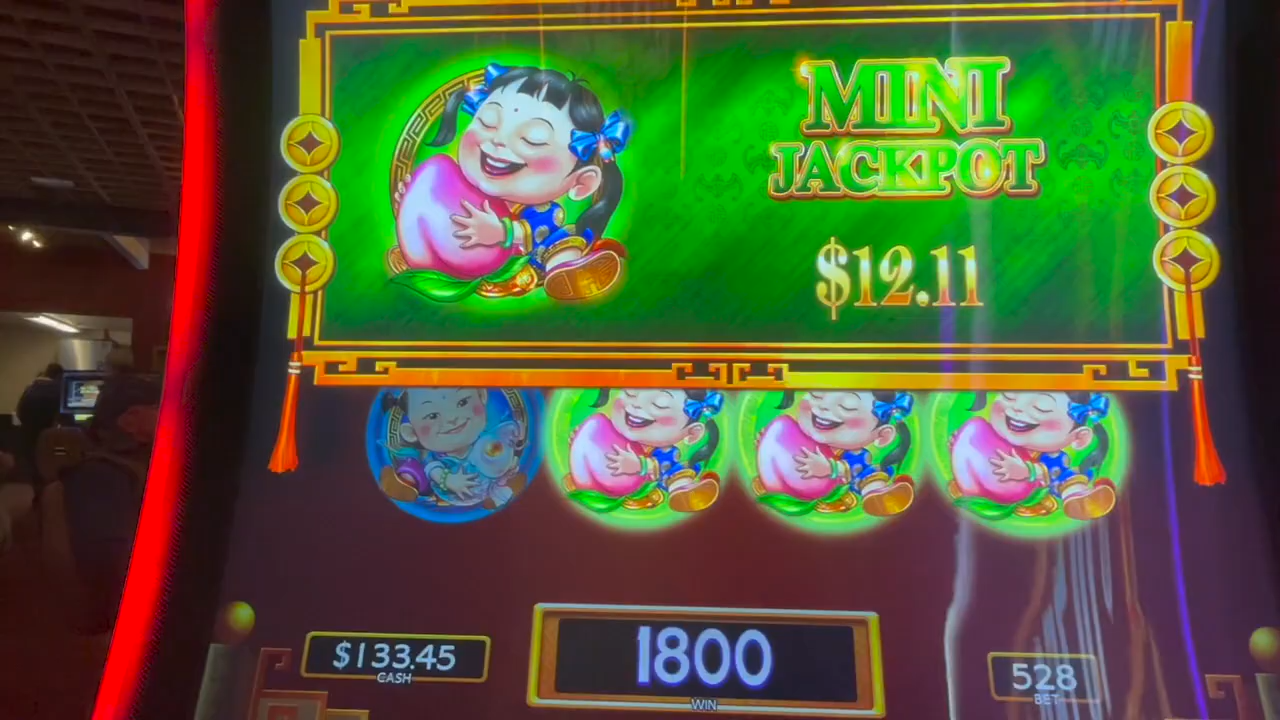 MINI
JACKPOT
$12.11
$133.45
CASH
1800
WIN
528
BET